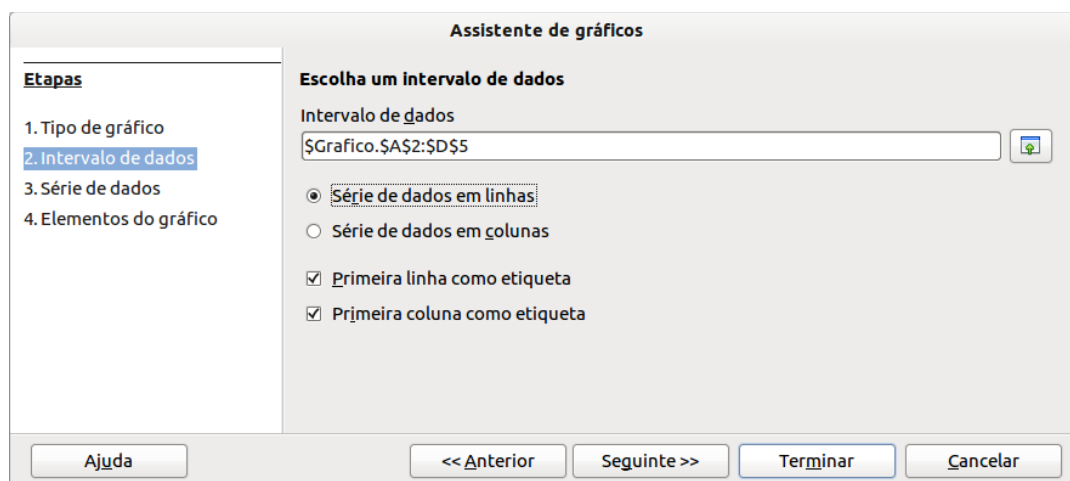 Assistente de gráficos
Etapas
1. Tipo de gráfico
2. Intervalo de dados
3. Série de dados
4. Elementos do gráfico
Escolha um intervalo de dados
Intervalo de dados
$Grafico.$A$2:$D$5
Série de dados em linhas
Série de dados em colunas
Primeira linha como etiqueta
Primeira coluna como etiqueta
Ajuda
<< Anterior
Seguinte >>
Terminar
Cancelar